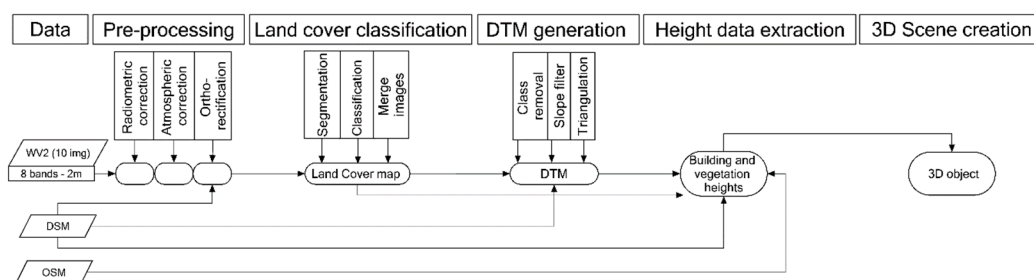 Data
Pre-processing
Land cover classification
DTM generation
Height data extraction
3D Scene creation
Radiometric
correction
Atmospheric
correction
Ortho-
rectification
Segmentation
Classification
Merge
images
Class
removal
Slope filter
Triangulation
WV2 (10 img)
8 bands - 2m
Land Cover map
DTM
Building and
vegetation
heights
3D object
DSM
OSM